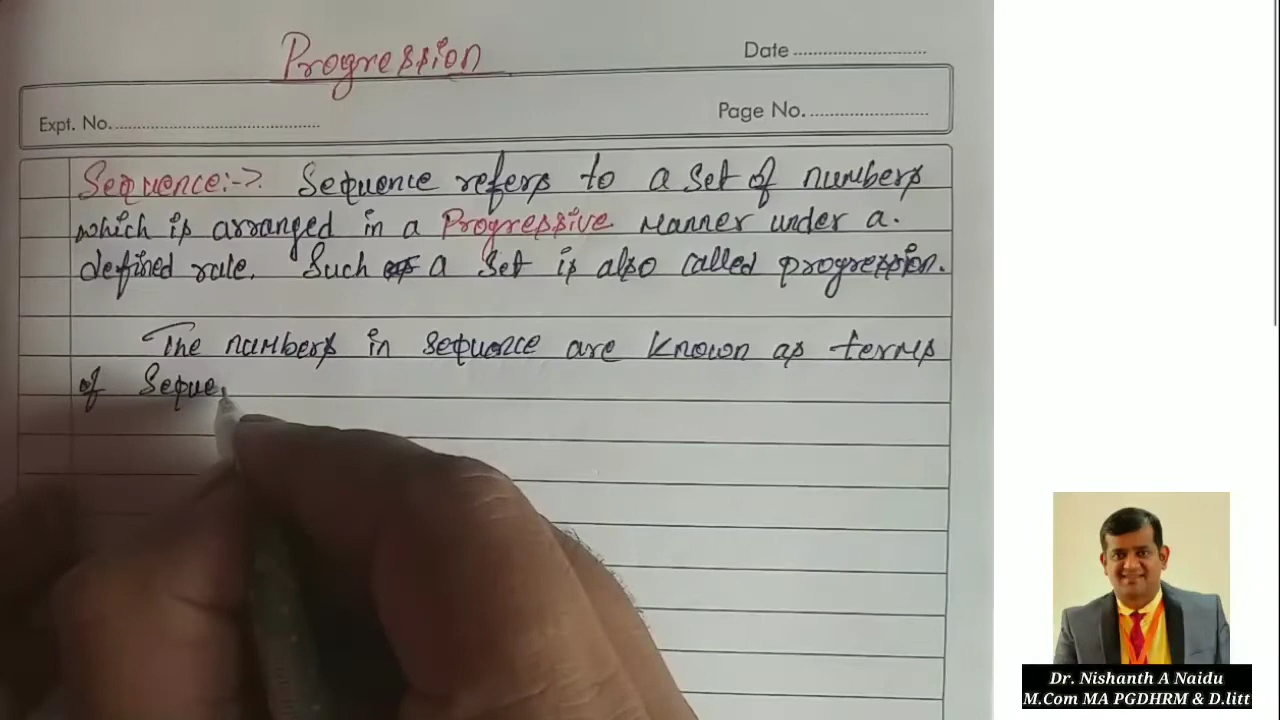 Progression
Date
Page No.
Expt. No.
Sequence:-> Sequence refers to a set of numbers
which is arranged in a Progressive manner under a.
defined rule. Such a set is also called progression.
The numbers in sequence are known as terms
of Seque
Dr. Nishanth A Naidu
M.Com MA PGDHRM & D.litt